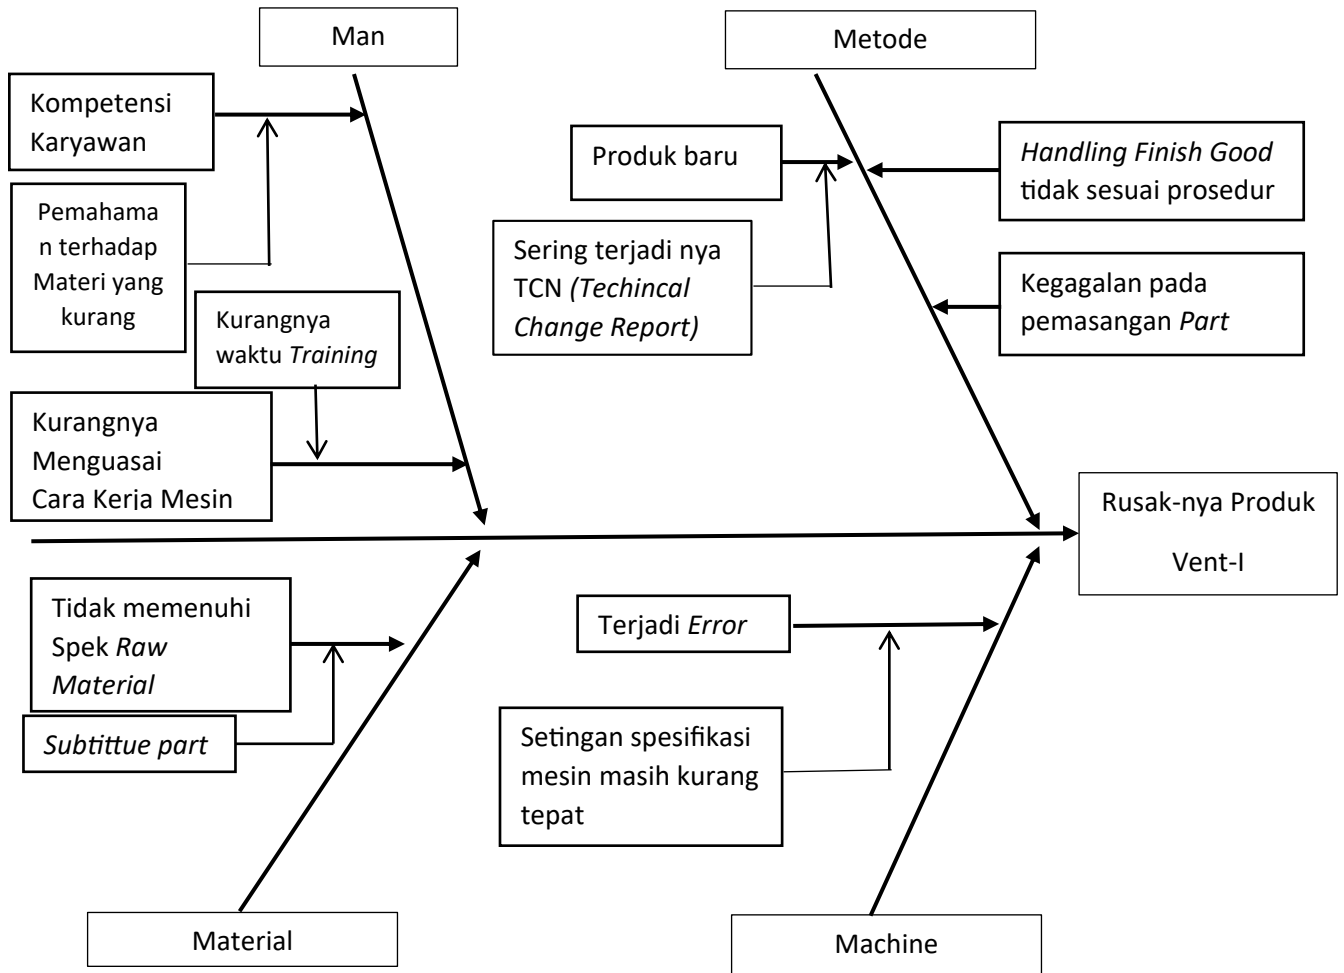 Man
Metode
Kompetensi
Karyawan
Pemahama
n terhadap
Materi yang
kurang
Kurangnya
waktu Training
Kurangnya
Menguasai
Cara Kerja Mesin
Produk baru
Sering terjadi nya
TCN (Techincal
Change Report)
Handling Finish Good
tidak sesuai prosedur
Kegagalan pada
pemasangan Part
Rusak-nya Produk
Vent-I
Tidak memenuhi
Spek Raw
Material
Subtittue part
Terjadi Error
Setingan spesifikasi
mesin masih kurang
tepat
Material
Machine